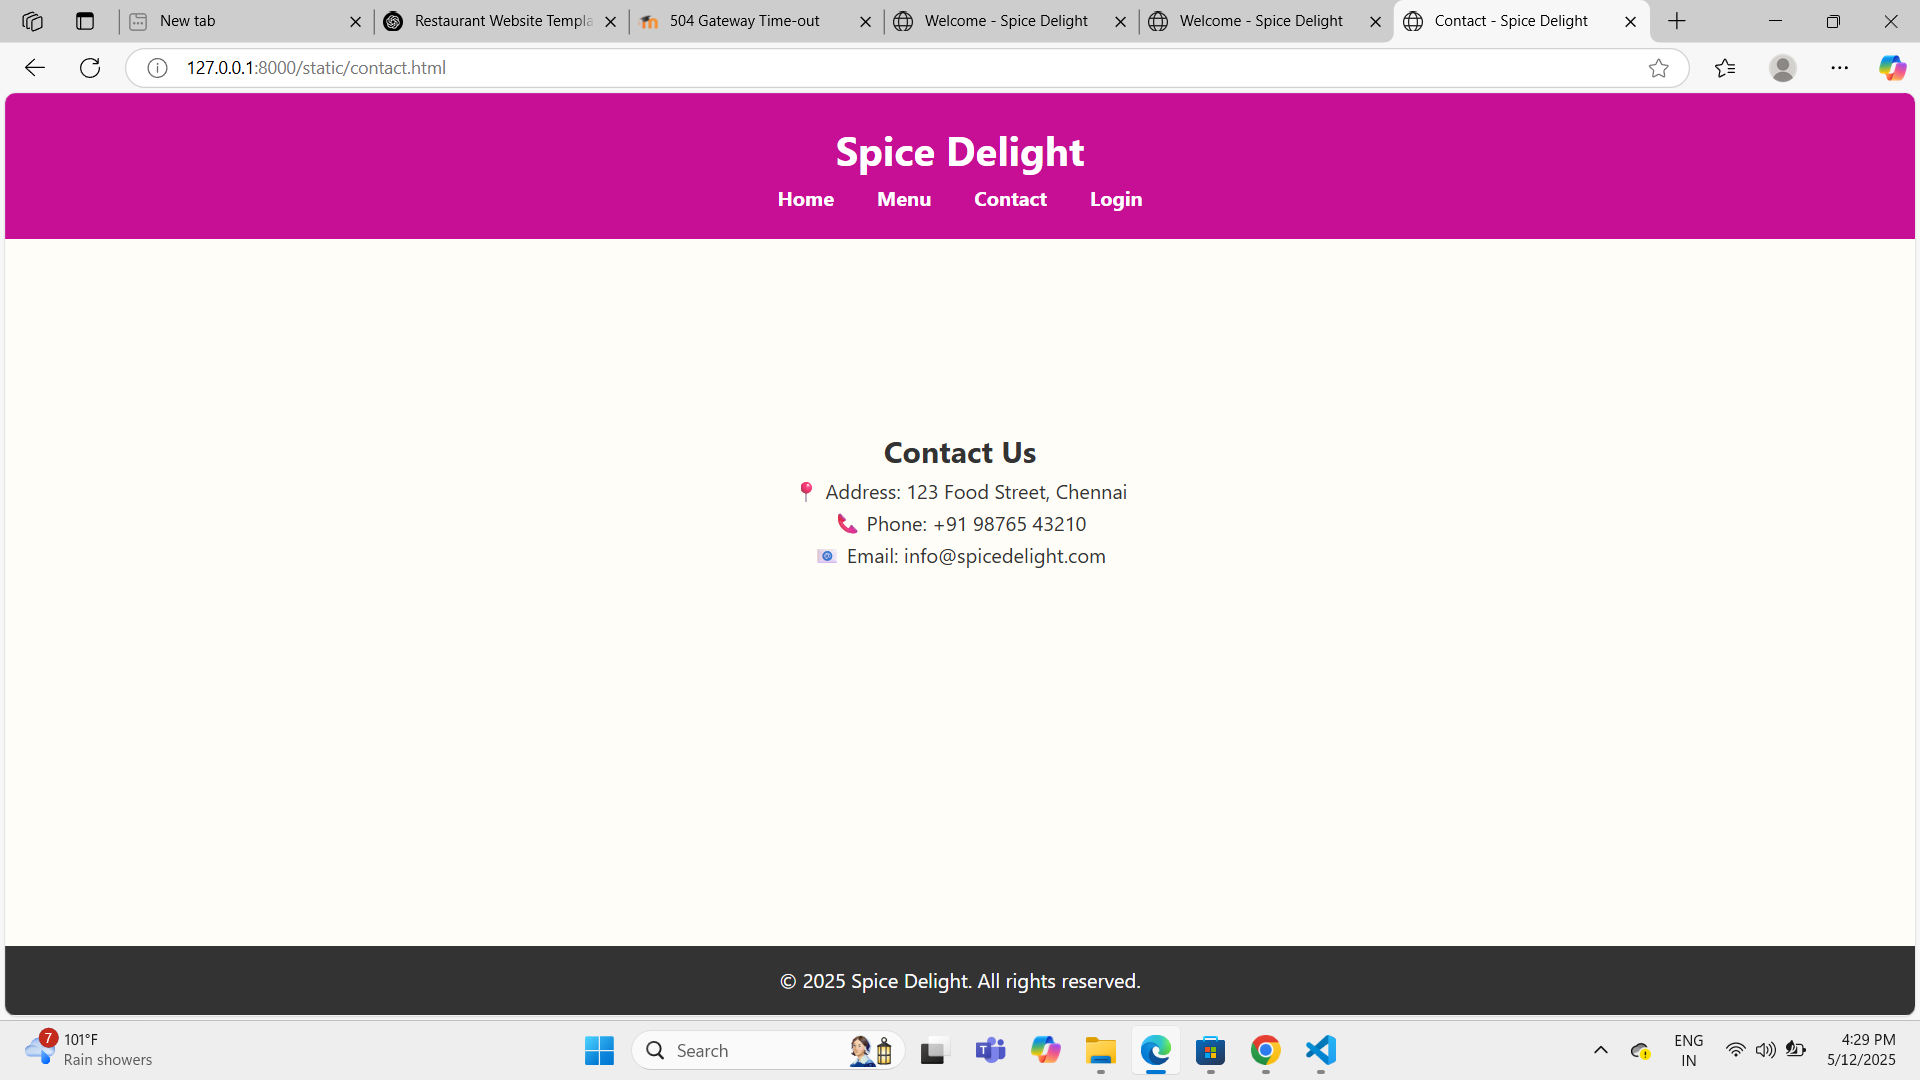 New tab
Restaurant Website Templa
504 Gateway Time-out
Welcome - Spice Delight
Welcome - Spice Delight
Contact - Spice Delight
127.0.0.1:8000/static/contact.html
Spice Delight
Home Menu Contact Login
Contact Us
Address: 123 Food Street, Chennai
Phone: +91 98765 43210
Email: info@spicedelight.com
© 2025 Spice Delight. All rights reserved.
7
101°F
Rain showers
Search
ENG
IN
4:29 PM
5/12/2025